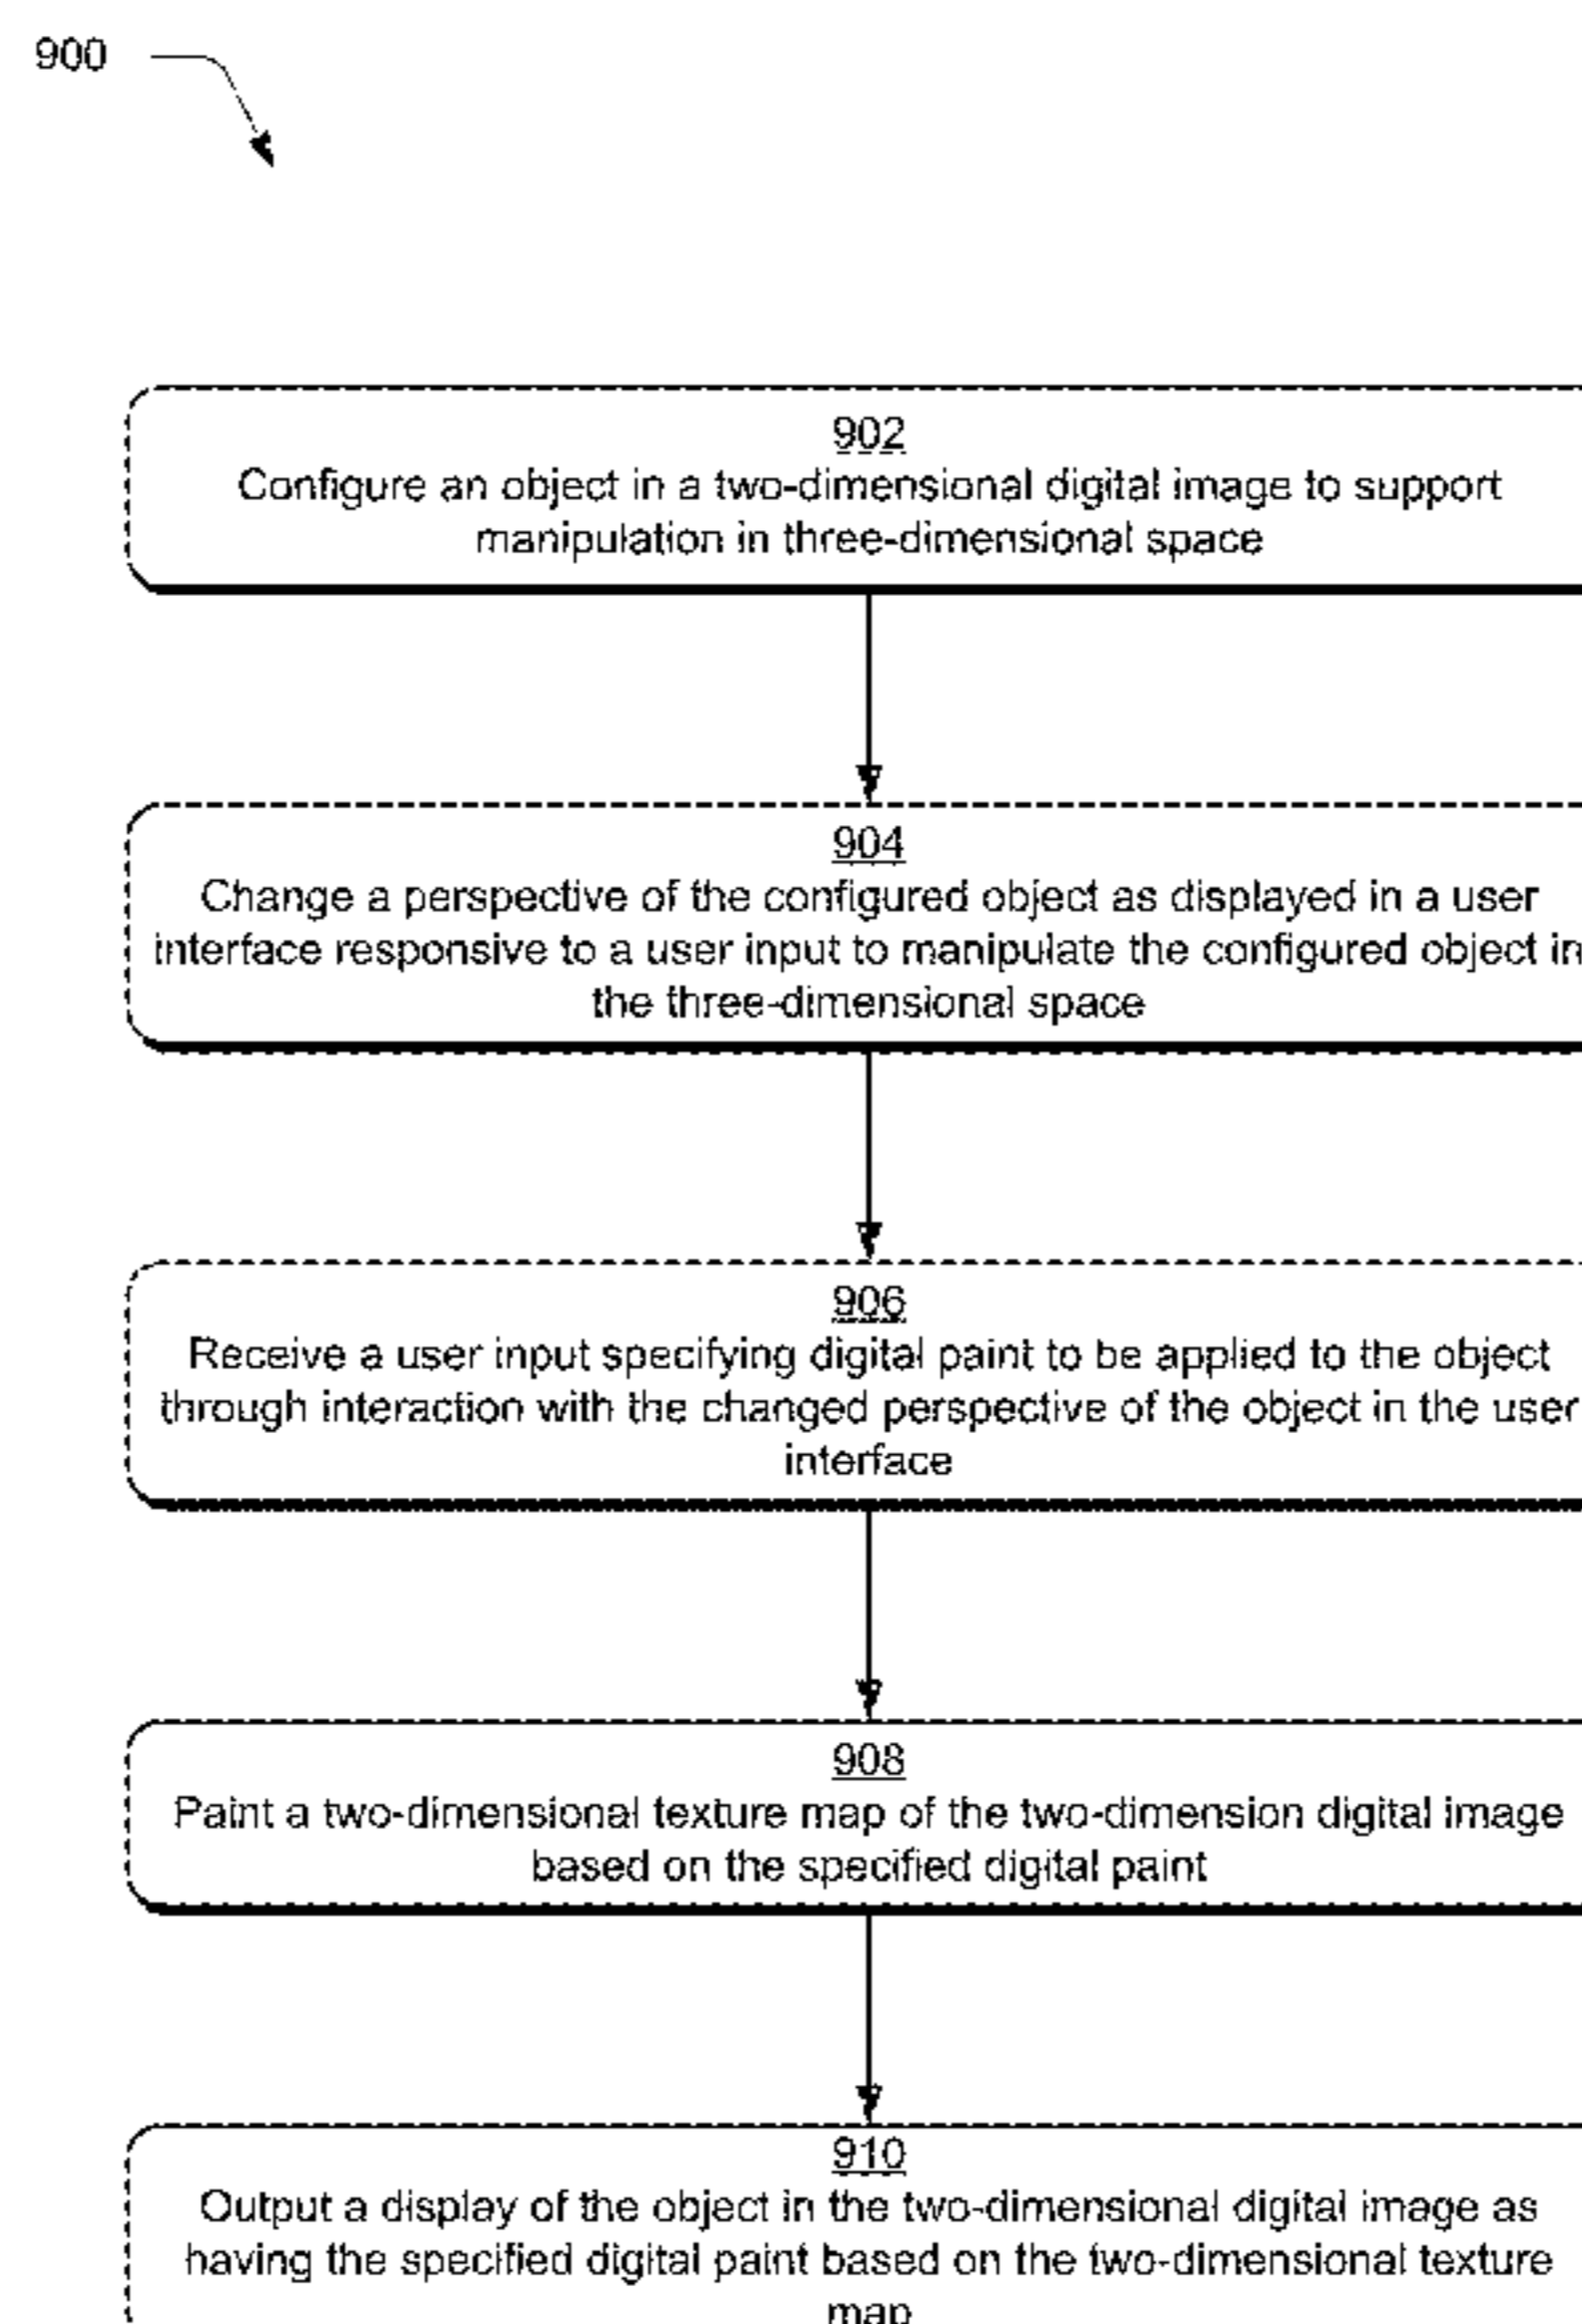 900
902
Configure an object in a two-dimensional digital image to support
manipulation in three-dimensional space
904
Change a perspective of the configured object as displayed in a user
interface responsive to a user input to manipulate the configured object in
the three-dimensional space
906
Receive a user input specifying digital paint to be applied to the object
through interaction with the changed perspective of the object in the user
interface
908
Paint a two-dimensional texture map of the two-dimension digital image
based on the specified digital paint
910
Output a display of the object in the two-dimensional digital image as
having the specified digital paint based on the two-dimensional texture
map